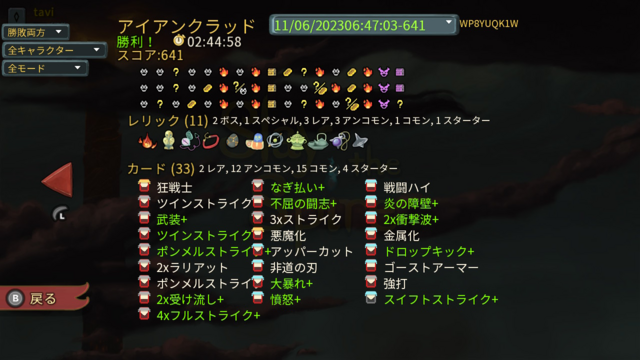 tavi
勝敗両方
全キャラクター
全モード
アイアンクラッド
11/06/202306:47:03-641
WP8YUQK1W
勝利！
02:44:58
スコア:641
レリック (11) 2 ボス, 1 スペシャル, 3 レア, 3 アンコモン, 1 コモン, 1 スターター
カード (33) 2 レア, 12 アンコモン, 15 コモン, 4 スターター
狂戦士
なぎ払い+
戦闘ハイ
ツインストライク
不屈の闘志+
炎の障壁+
武装+
3xストライク
2x衝撃波+
ツインストライク
悪魔化
金属化
ポンメルストライ
アッパーカット
ドロップキック+
2xラリアット
非道の刃
ゴーストアーマー
ポンメルストライ
大暴れ+
強打
2x受け流し+
憤怒+
スイフトストライク+
4xフルストライク+
L
B 戻る